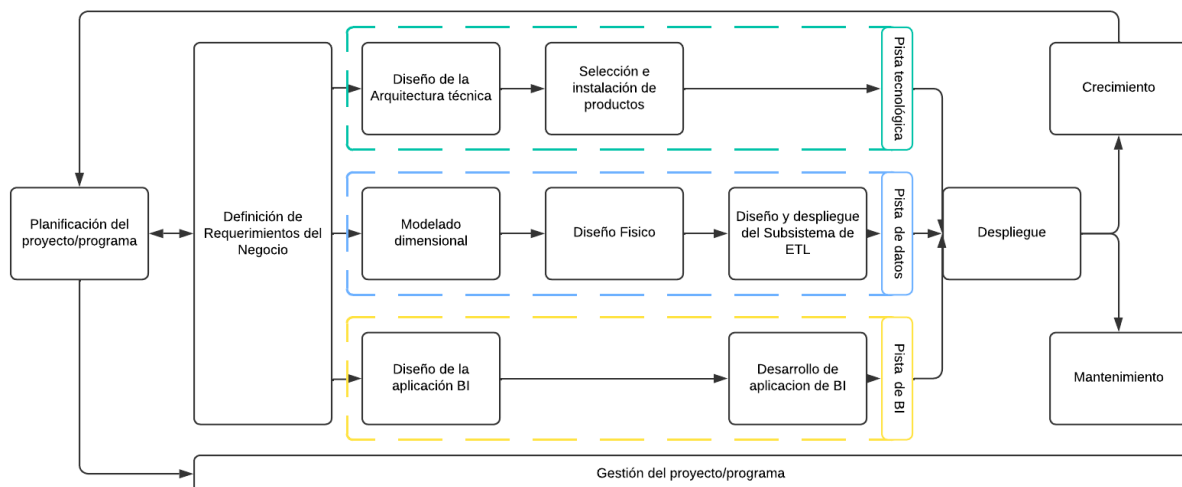 Planificación del
proyecto/programa
Definición de
Requerimientos del
Negocio
Diseño de la
Arquitectura técnica
Selección e
instalación de
productos
Pista tecnológica
Modelado
dimensional
Diseño Fisico
Diseño y despliegue
del Subsistema de
ETL
Pista de datos
Diseño de la
aplicación BI
Desarrollo de
aplicacion de BI
Pista de BI
Despliegue
Crecimiento
Mantenimiento
Gestión del proyecto/programa